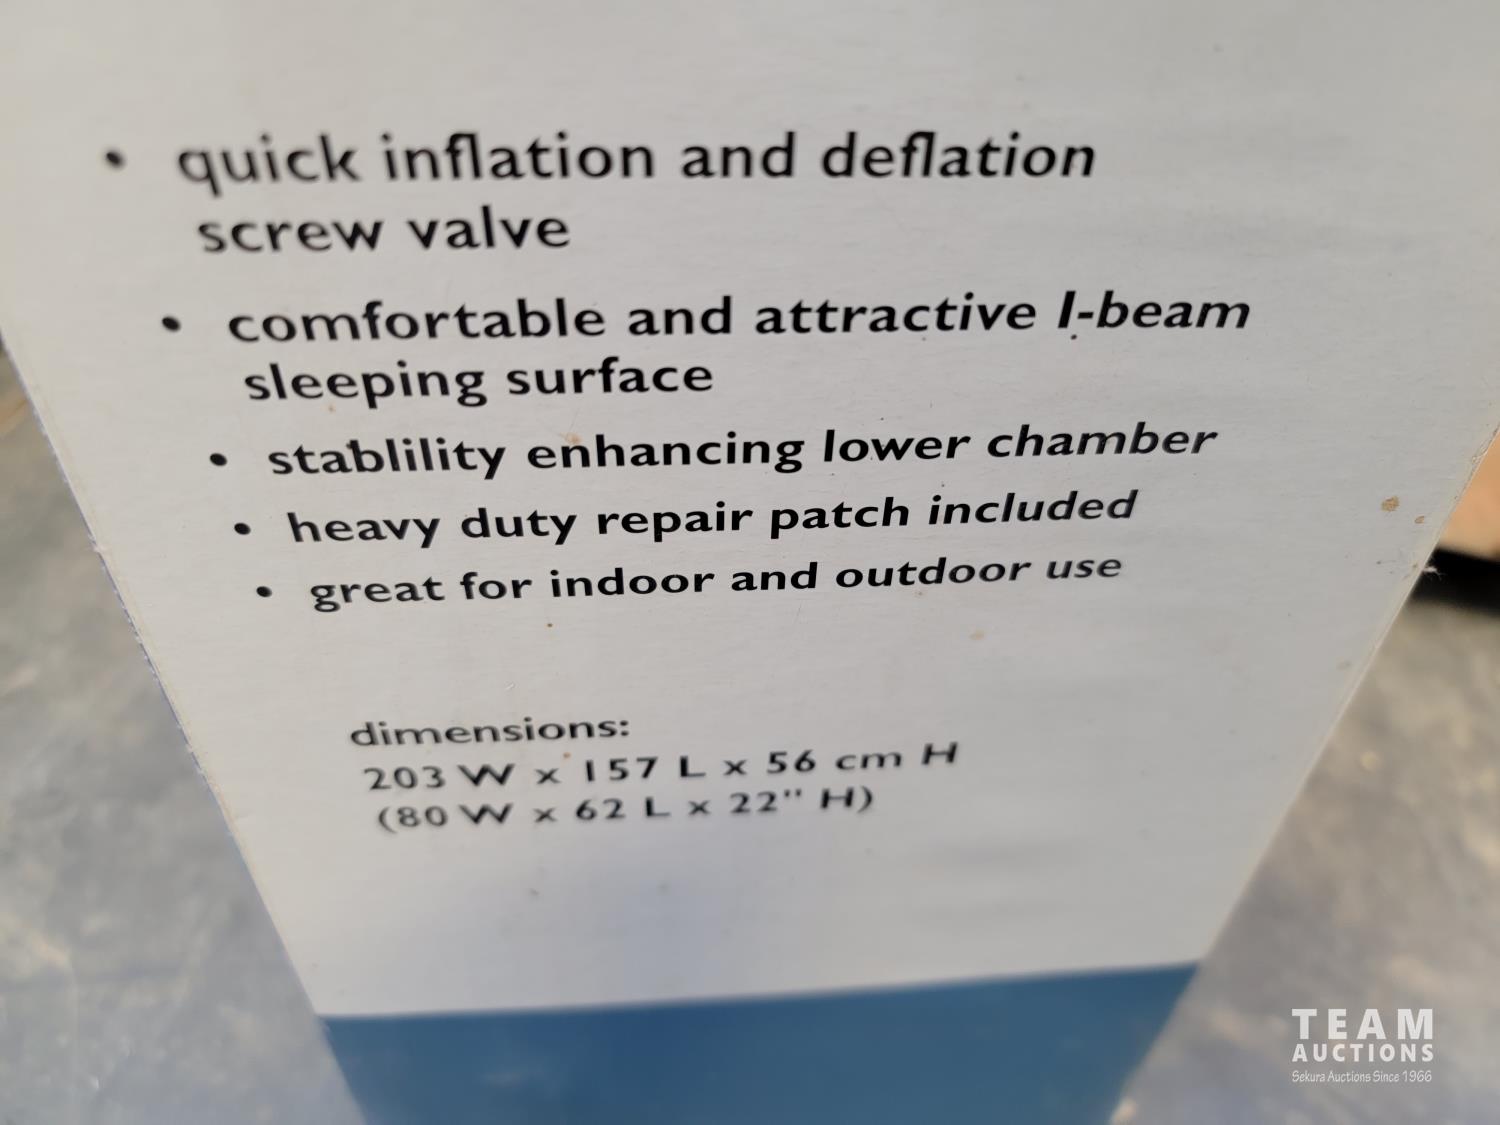 • quick inflation and deflation
screw valve
• comfortable and attractive I-beam
sleeping surface
• stablility enhancing lower chamber
• heavy duty repair patch included
• great for indoor and outdoor use
dimensions:
203 W x 157 L x 56 cm H
(80 W x 62 L x 22" H)
TEAM
AUCTIONS
Sekura Auctions Since 1966